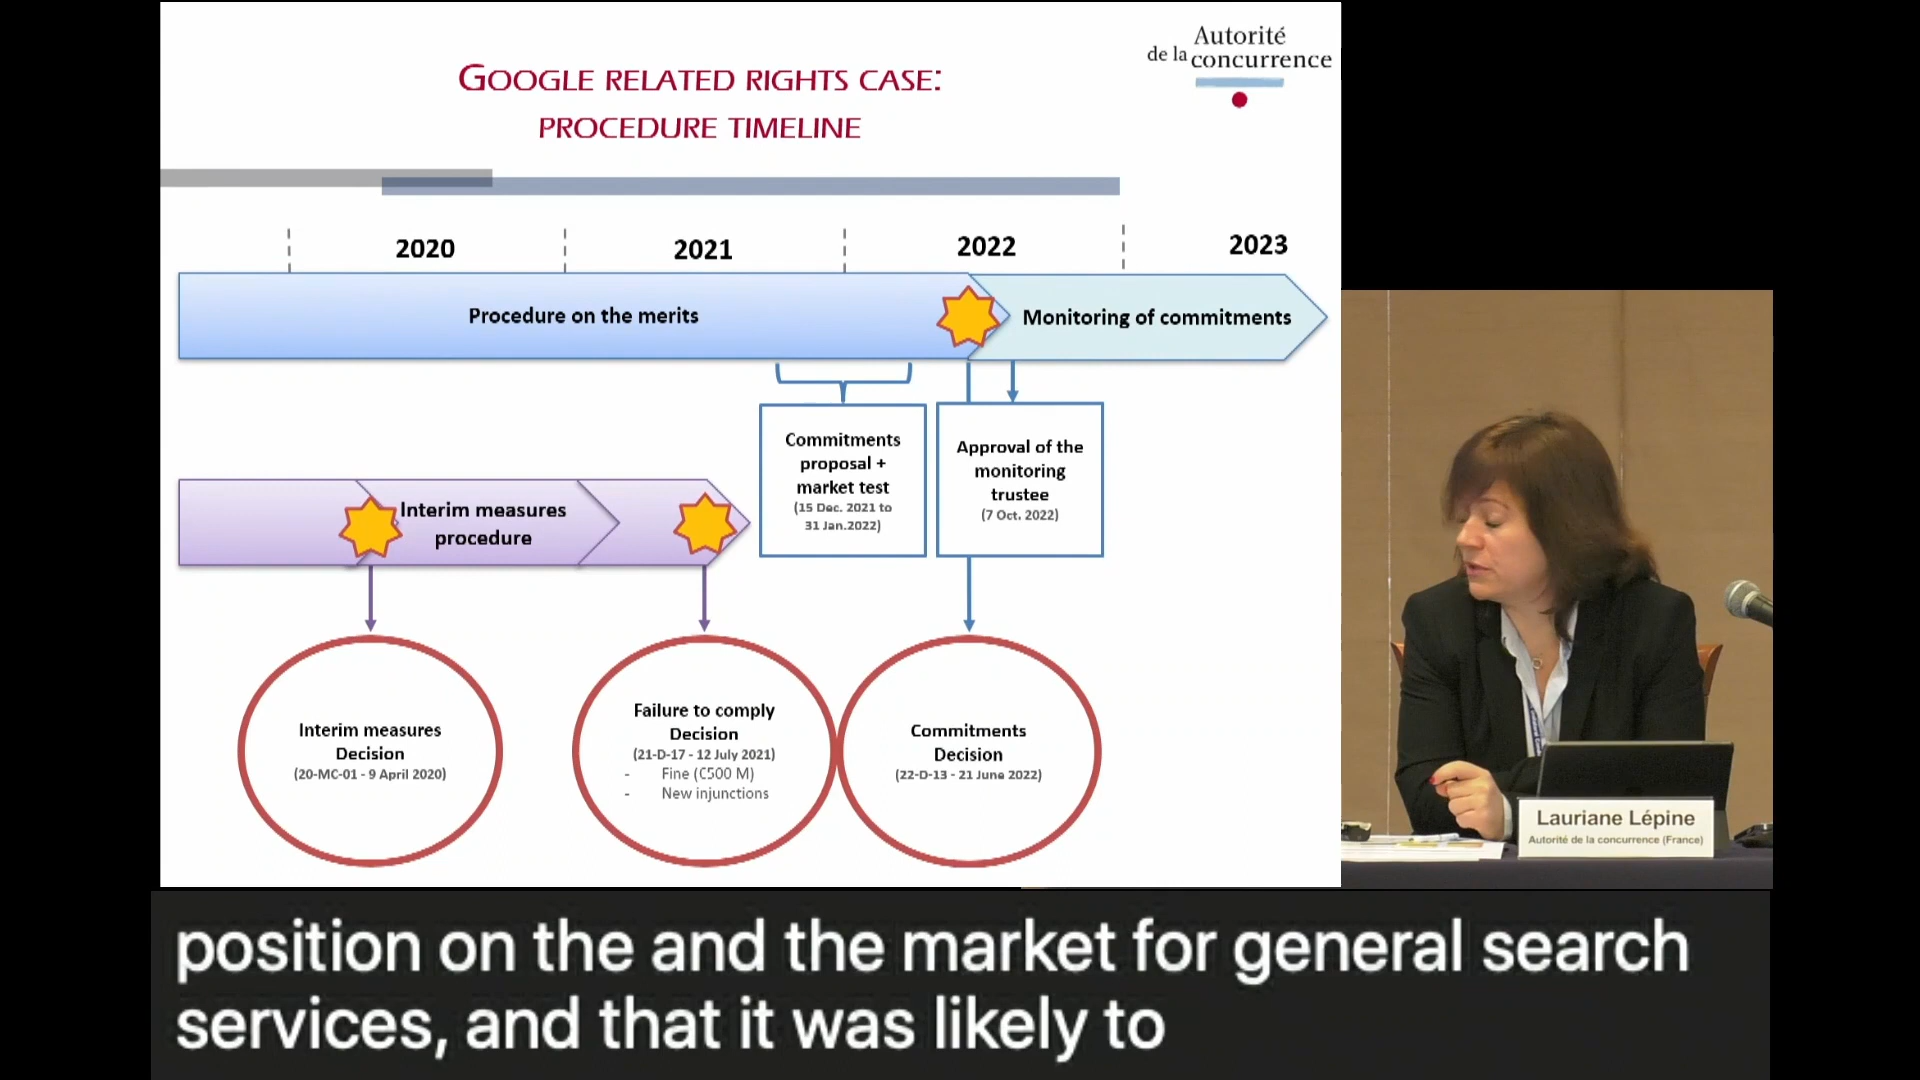 Autorité
de la concurrence
GOOGLE RELATED RIGHTS CASE:
PROCEDURE TIMELINE
2020
2021
2022
2023
Procedure on the merits
Monitoring of commitments
Commitments
proposal +
market test
(15 Dec. 2021 to
31 Jan.2022)
Approval of the
monitoring
trustee
(7 Oct. 2022)
Interim measures
procedure
Interim measures
Decision
(20-MC-01 - 9 April 2020)
Failure to comply
Decision
(21-D-17 - 12 July 2021)
- Fine (€500 M)
- New injunctions
Commitments
Decision
(22-D-13 - 21 June 2022)
Lauriane Lépine
Autorité de la concurrence (France)
position on the and the market for general search
services, and that it was likely to